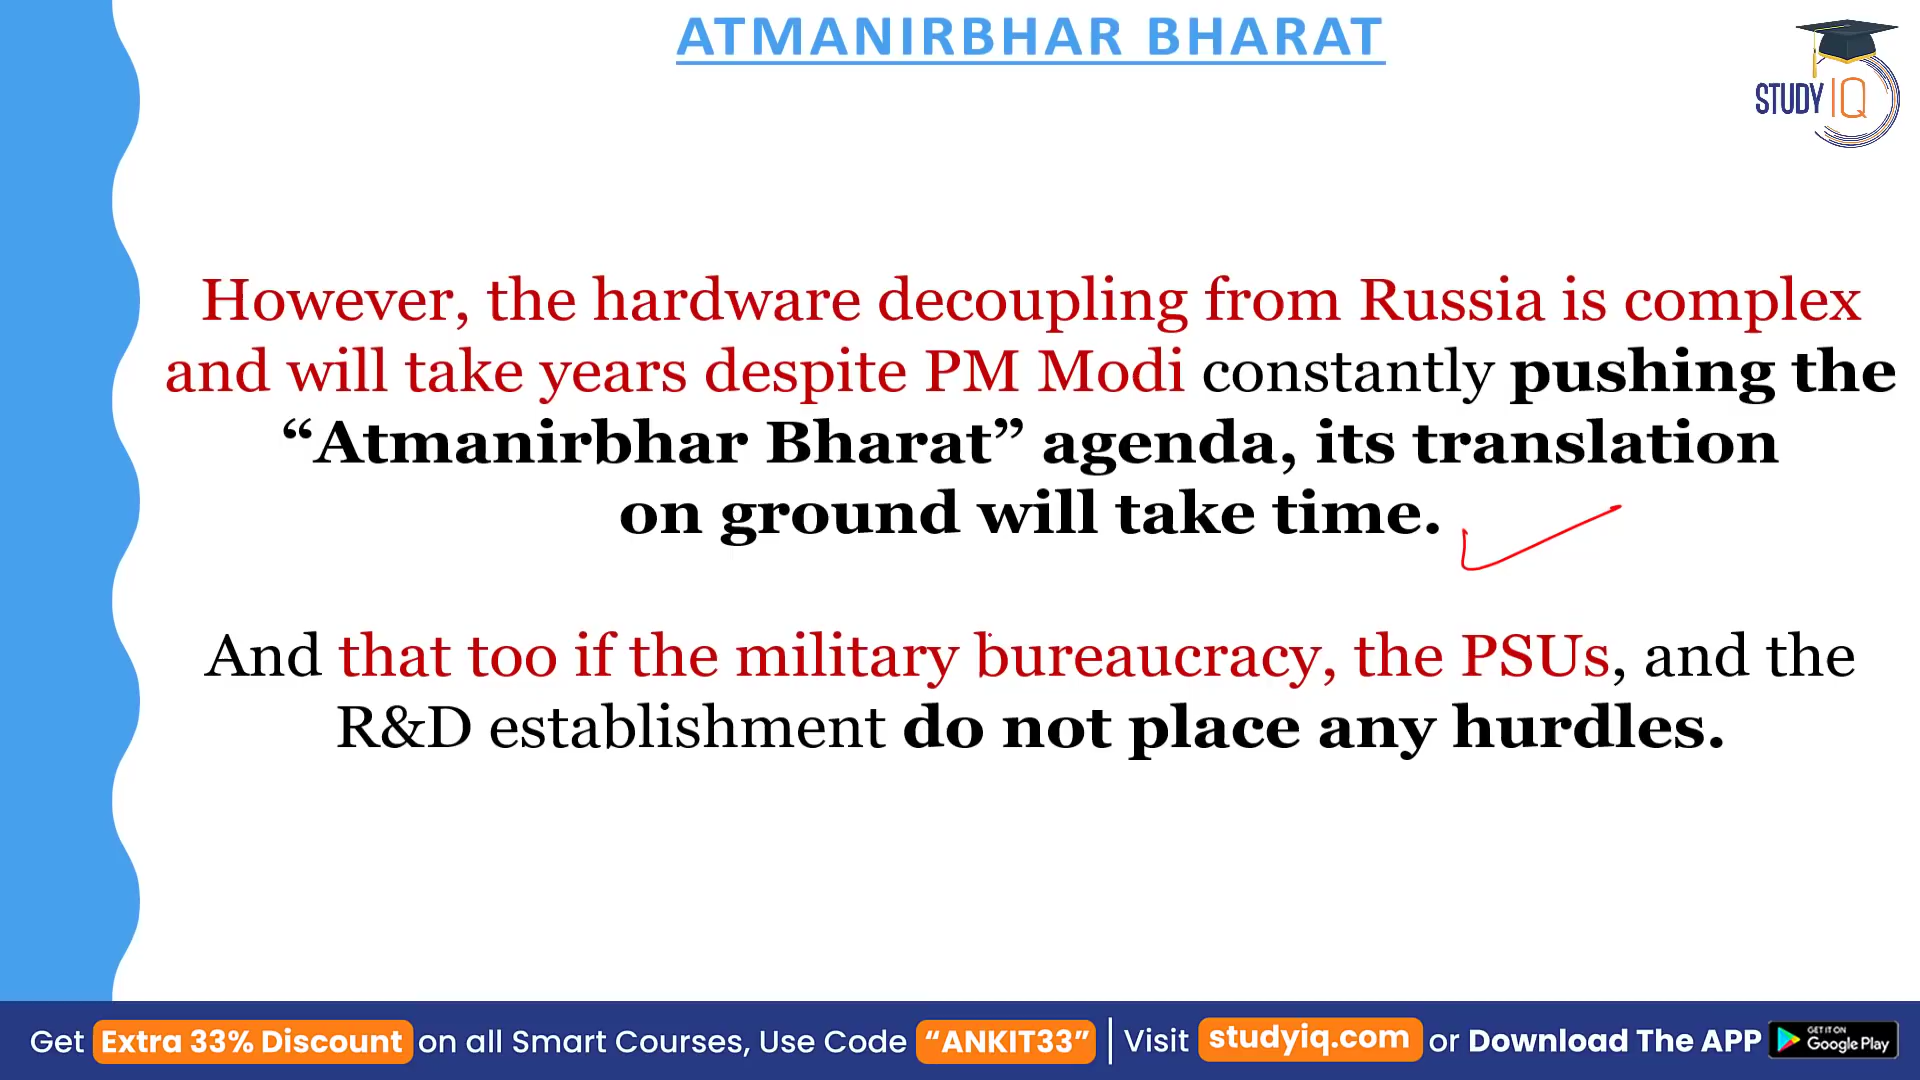 ATMANIRBHAR BHARAT
STUDY IQ
However, the hardware decoupling from Russia is complex
and will take years despite PM Modi constantly pushing the
“Atmanirbhar Bharat” agenda, its translation
on ground will take time.
And that too if the military bureaucracy, the PSUs, and the
R&D establishment do not place any hurdles.
Get Extra 33% Discount on all Smart Courses, Use Code “ANKIT33” | Visit studyiq.com or Download The APP
GET IT ON
Google Play